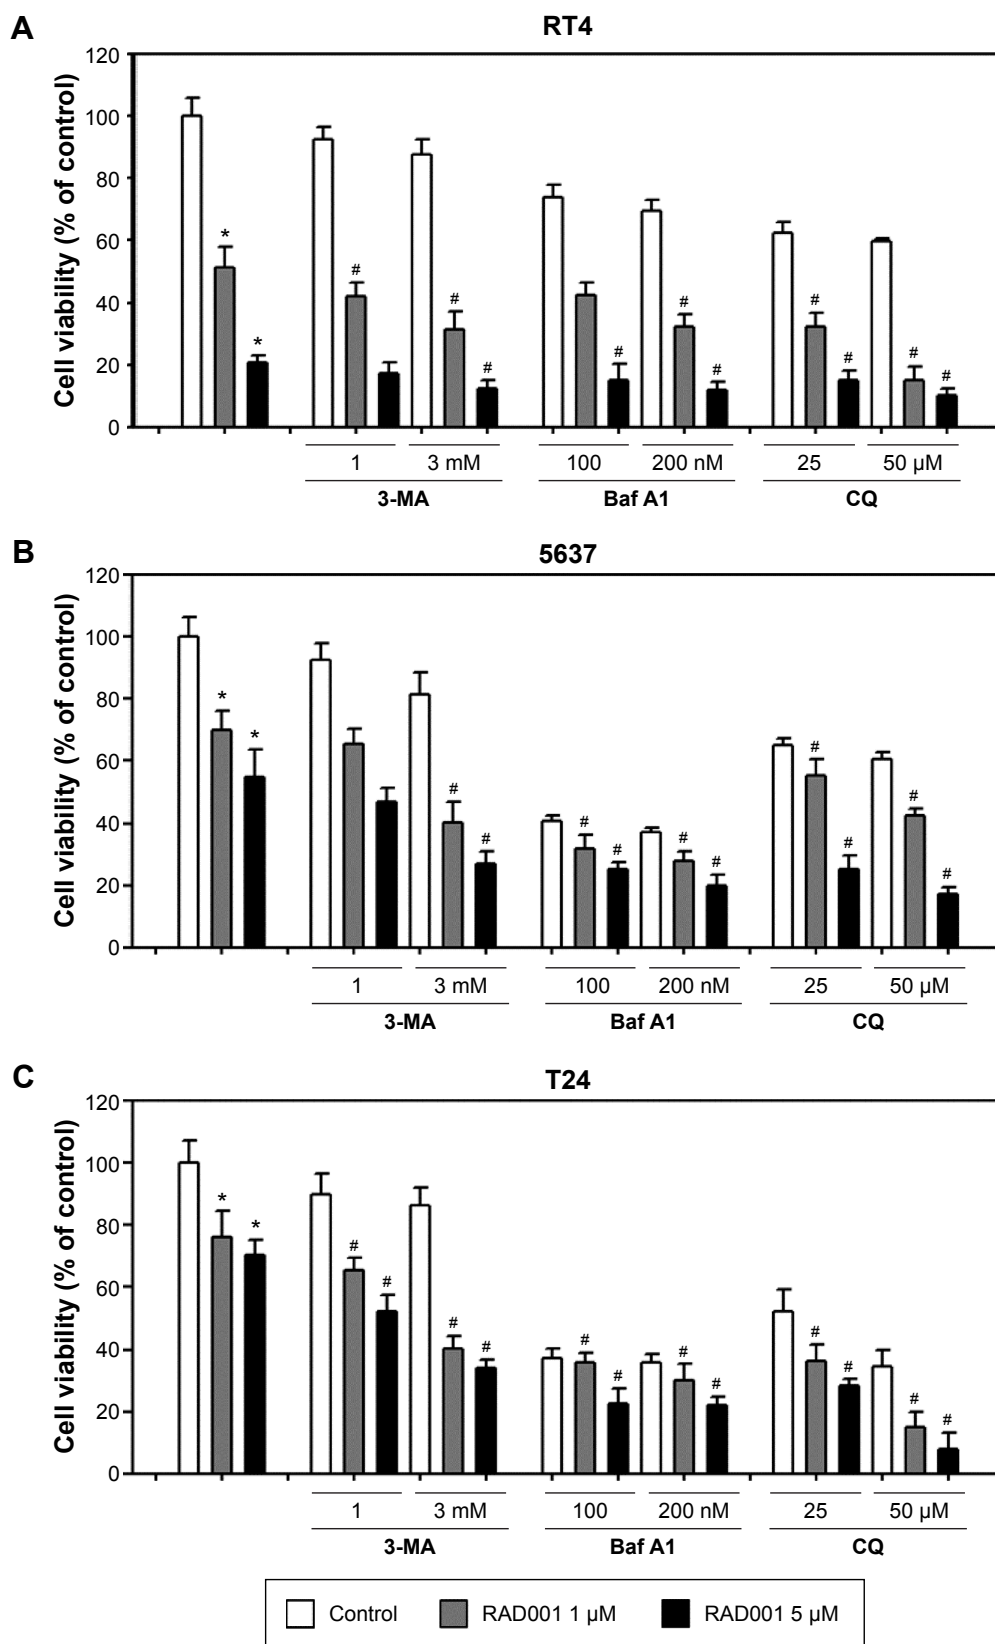 A
RT4
Cell viability (% of control)
120
100
80
60
40
20
0
*
*
#
#
#
#
#
#
#
#
#
#
1
3 mM
100
200 nM
25
50 µM
3-MA
Baf A1
CQ
B
5637
Cell viability (% of control)
120
100
80
60
40
20
0
*
*
#
#
#
#
#
#
#
#
#
#
1
3 mM
100
200 nM
25
50 µM
3-MA
Baf A1
CQ
C
T24
Cell viability (% of control)
120
100
80
60
40
20
0
*
*
#
#
#
#
#
#
#
#
#
#
#
#
1
3 mM
100
200 nM
25
50 µM
3-MA
Baf A1
CQ
Control
RAD001 1 µM
RAD001 5 µM